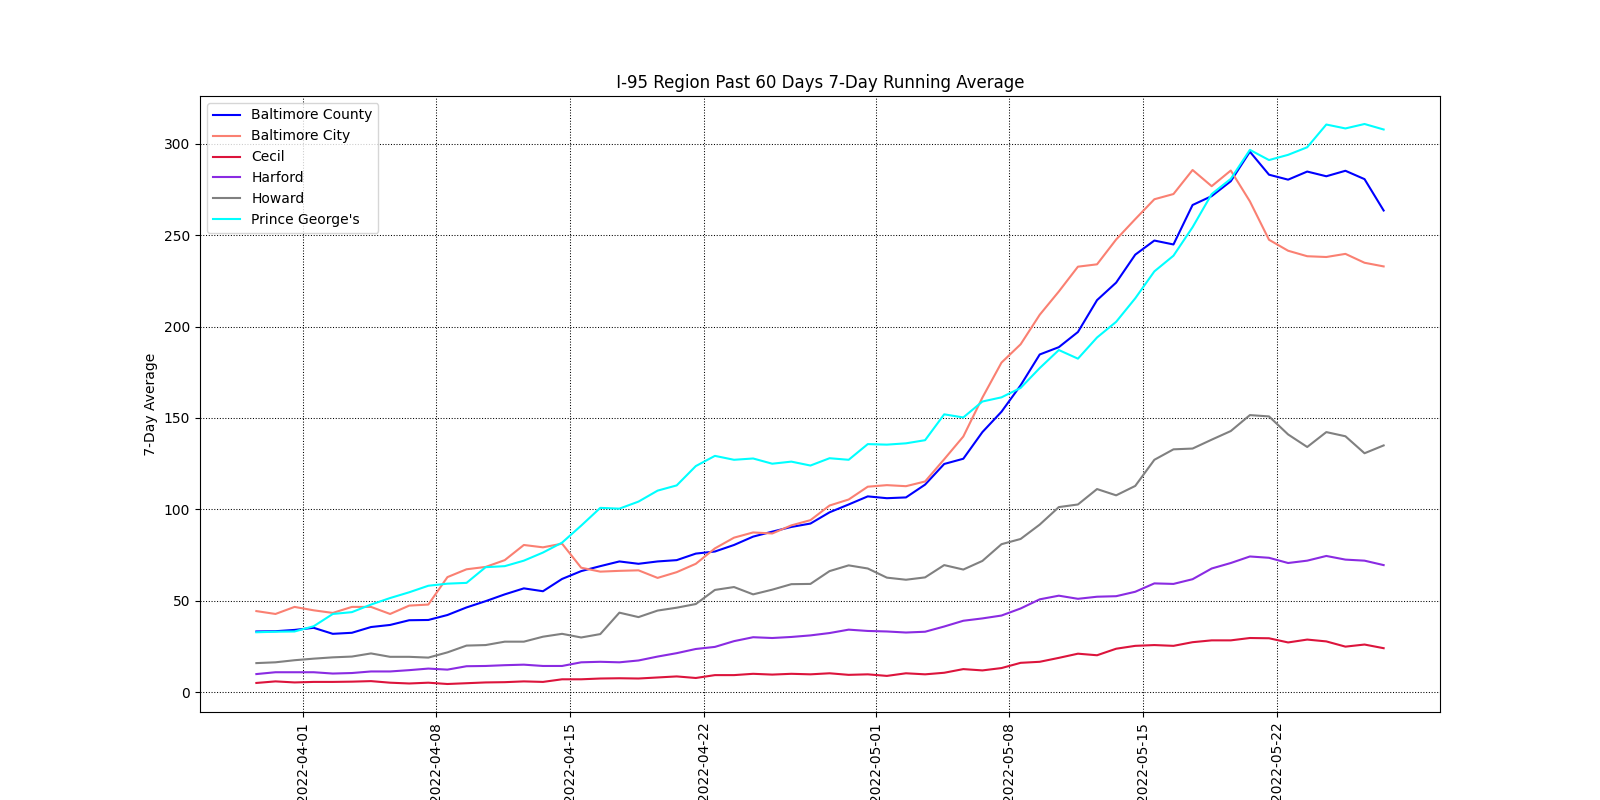 I-95 Region Past 60 Days 7-Day Running Average
Baltimore County
Baltimore City
Cecil
Harford
Howard
Prince George's
7-Day Average
300
250
200
150
100
50
0
2022-04-01
2022-04-08
2022-04-15
2022-04-22
2022-05-01
2022-05-08
2022-05-15
2022-05-22